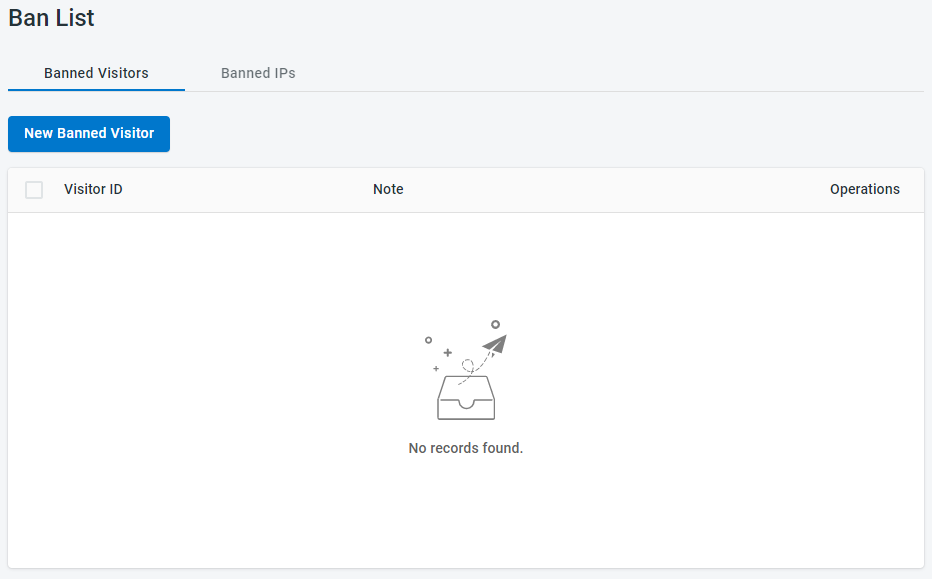 Ban List
Banned Visitors Banned IPs
New Banned Visitor
Visitor ID Note Operations
No records found.